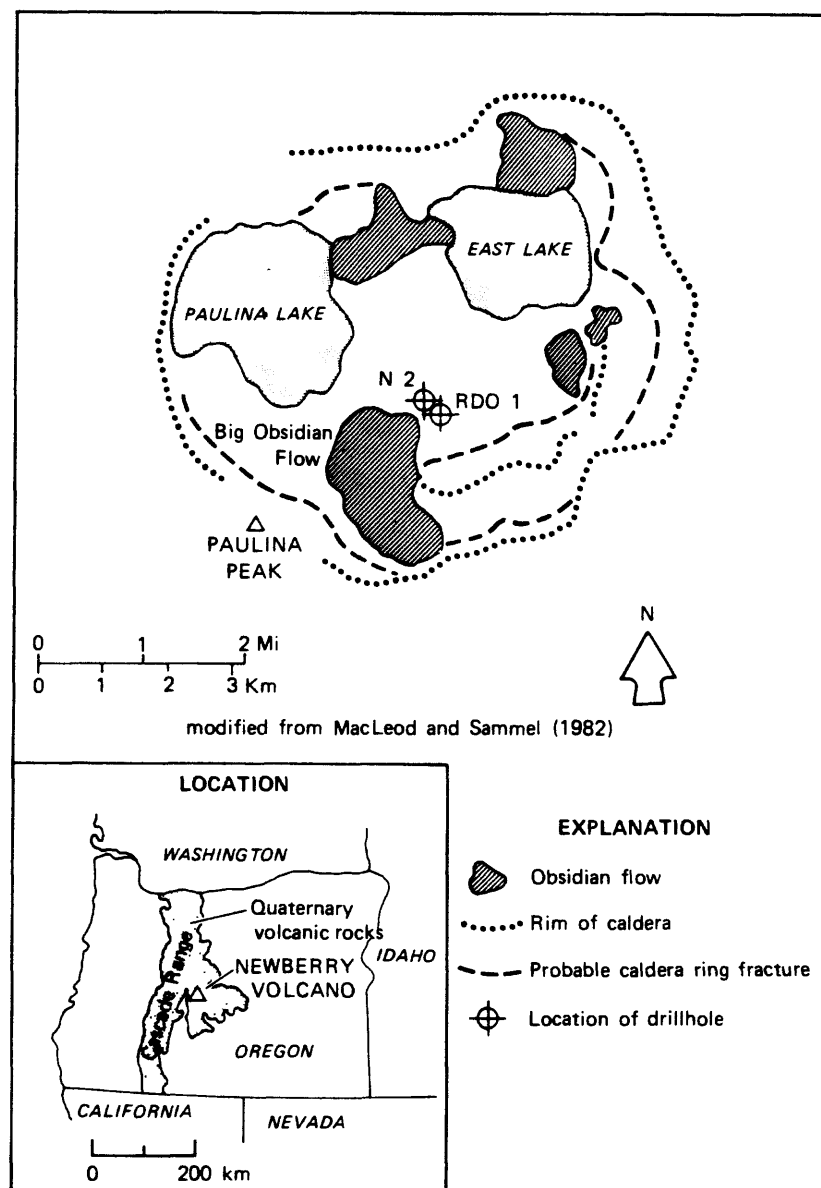 EAST LAKE
PAULINA LAKE
N 2
RDO 1
Big Obsidian
Flow
PAULINA
PEAK
0 1 2 Mi
0 1 2 3 Km
N
modified from MacLeod and Sammel (1982)
LOCATION
WASHINGTON
Quaternary
volcanic rocks
IDAHO
Cascade Range
NEWBERRY
VOLCANO
OREGON
CALIFORNIA
NEVADA
0 200 km
EXPLANATION
Obsidian flow
Rim of caldera
Probable caldera ring fracture
Location of drillhole